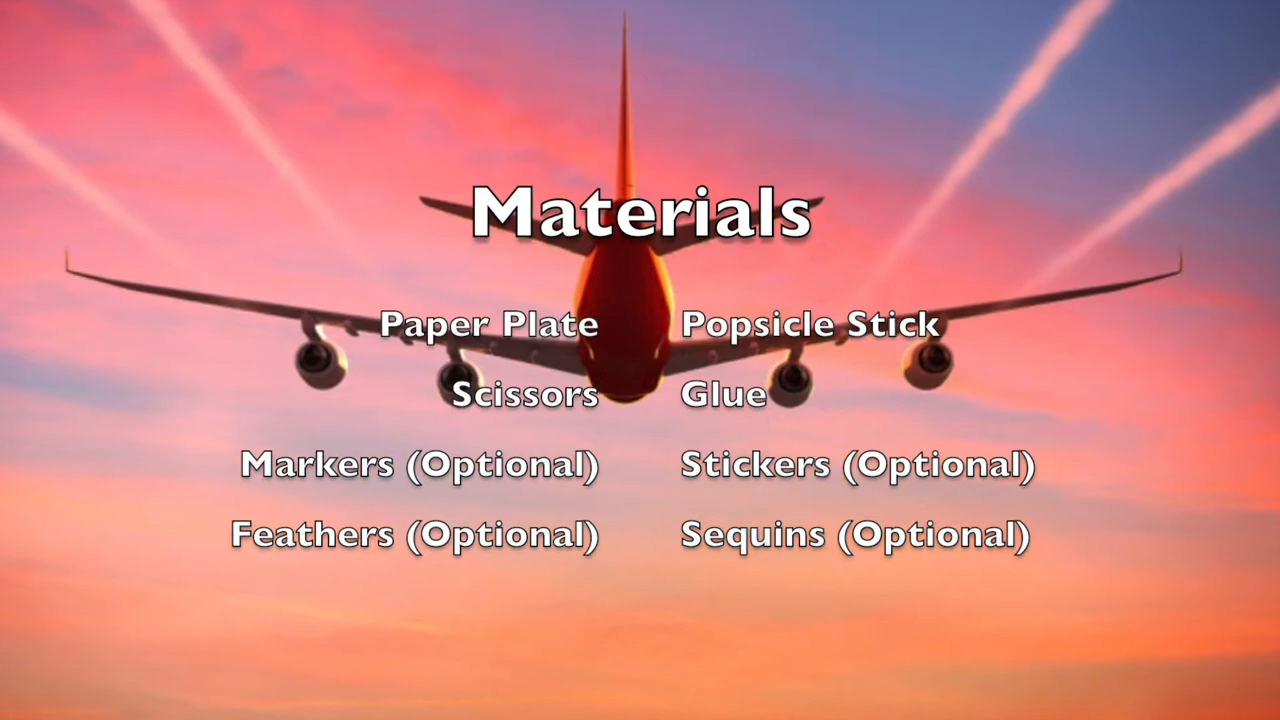 Materials
Paper Plate Popsicle Stick
Scissors Glue
Markers (Optional) Stickers (Optional)
Feathers (Optional) Sequins (Optional)